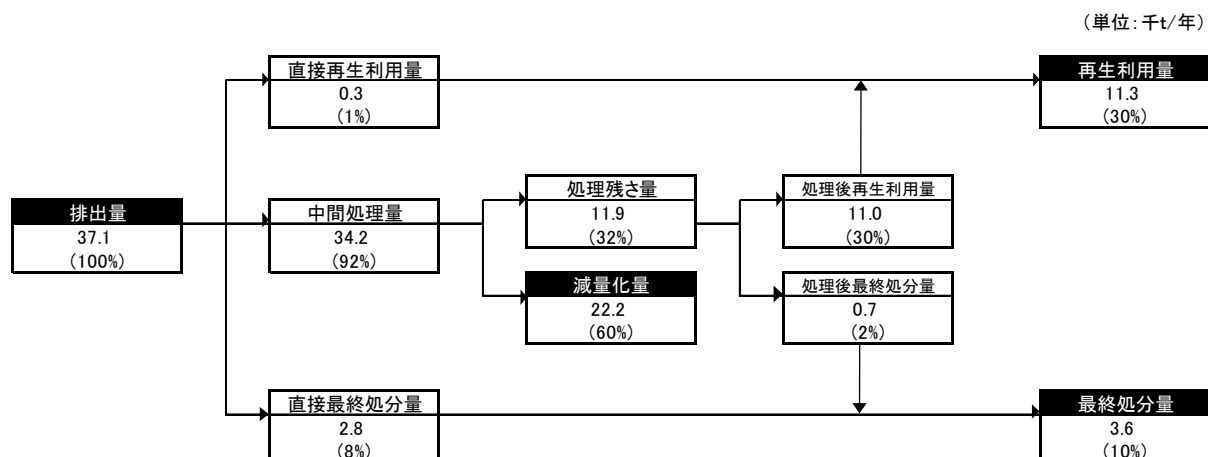 （単位：千t/年）
直接再生利用量
0.3
（1%）
再生利用量
11.3
（30%）
排出量
37.1
（100%）
中間処理量
34.2
（92%）
処理残さ量
11.9
（32%）
処理後再生利用量
11.0
（30%）
減量化量
22.2
（60%）
処理後最終処分量
0.7
（2%）
直接最終処分量
2.8
（8%）
最終処分量
3.6
（10%）